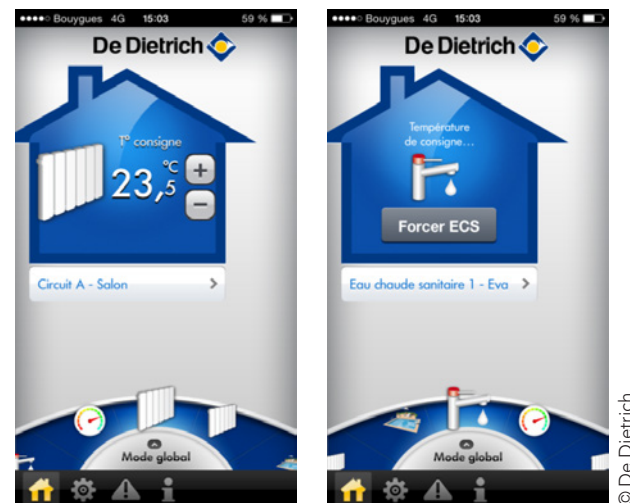 Bouygues 4G 15:03 59 %
De Dietrich
T° consigne
23,5 °C
+
−
Circuit A - Salon >
Mode global
i
Bouygues 4G 15:03 59 %
De Dietrich
Température
de consigne...
Forcer ECS
Eau chaude sanitaire 1 - Eva >
Mode global
i
© De Dietrich